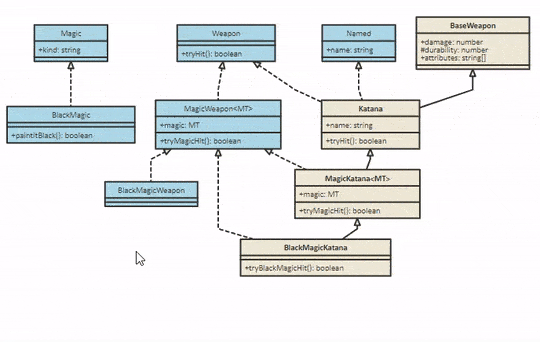 Magic
+kind: string
Weapon
+tryHit(): boolean
Named
+name: string
BaseWeapon
+damage: number
#durability: number
+attributes: string[]
BlackMagic
+paintitBlack(): boolean
MagicWeapon<MT>
+magic: MT
+tryMagicHit(): boolean
Katana
+name: string
+tryHit(): boolean
BlackMagicWeapon
MagicKatana<MT>
+magic: MT
+tryMagicHit(): boolean
BlackMagicKatana
+tryBlackMagicHit(): boolean